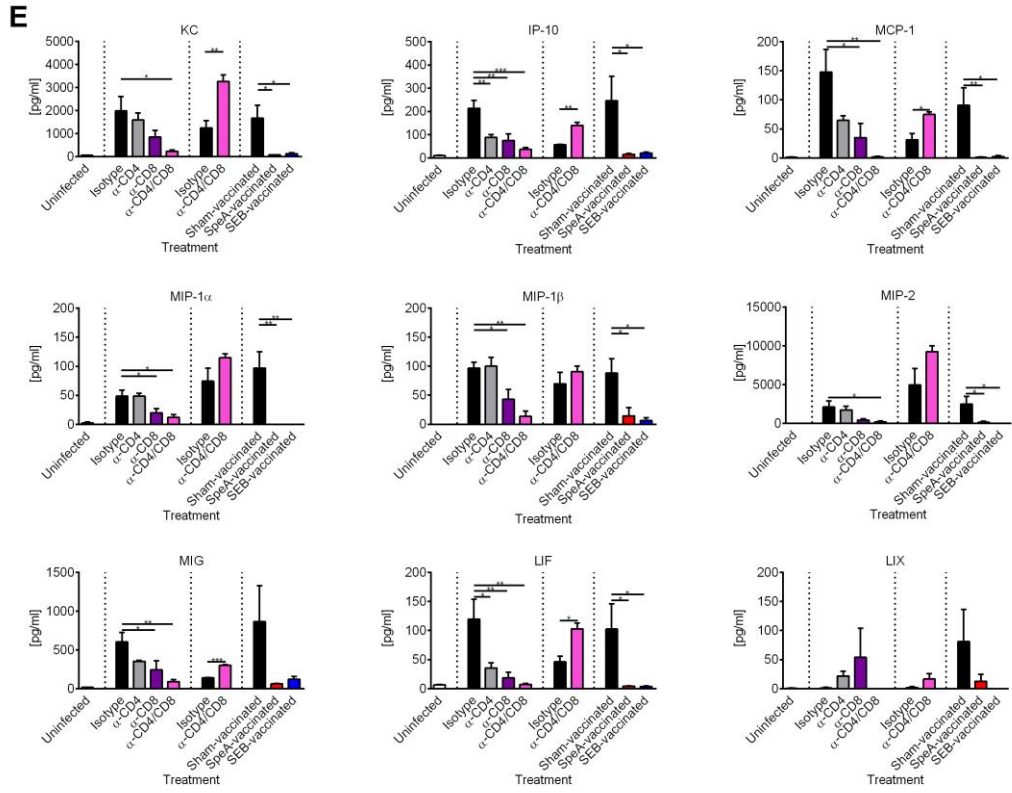 E
KC
[pg/ml]
5000
4000
3000
2000
1000
0
*
**
*
*
Uninfected
Isotype
α-CD4
α-CD8
α-CD4/CD8
Isotype
α-CD4/CD8
Sham-vaccinated
SpeA-vaccinated
SEB-vaccinated
Treatment
IP-10
[pg/ml]
500
400
300
200
100
0
***
**
**
**
*
*
Uninfected
Isotype
α-CD4
α-CD8
α-CD4/CD8
Isotype
α-CD4/CD8
Sham-vaccinated
SpeA-vaccinated
SEB-vaccinated
Treatment
MCP-1
[pg/ml]
200
150
100
50
0
**
*
*
*
**
Uninfected
Isotype
α-CD4
α-CD8
α-CD4/CD8
Isotype
α-CD4/CD8
Sham-vaccinated
SpeA-vaccinated
SEB-vaccinated
Treatment
MIP-1α
[pg/ml]
200
150
100
50
0
*
*
**
**
Uninfected
Isotype
α-CD4
α-CD8
α-CD4/CD8
Isotype
α-CD4/CD8
Sham-vaccinated
SpeA-vaccinated
SEB-vaccinated
Treatment
MIP-1β
[pg/ml]
200
150
100
50
0
**
*
*
*
Uninfected
Isotype
α-CD4
α-CD8
α-CD4/CD8
Isotype
α-CD4/CD8
Sham-vaccinated
SpeA-vaccinated
SEB-vaccinated
Treatment
MIP-2
[pg/ml]
15000
10000
5000
0
*
*
*
Uninfected
Isotype
α-CD4
α-CD8
α-CD4/CD8
Isotype
α-CD4/CD8
Sham-vaccinated
SpeA-vaccinated
SEB-vaccinated
Treatment
MIG
[pg/ml]
1500
1000
500
0
**
*
***
Uninfected
Isotype
α-CD4
α-CD8
α-CD4/CD8
Isotype
α-CD4/CD8
Sham-vaccinated
SpeA-vaccinated
SEB-vaccinated
Treatment
LIF
[pg/ml]
200
150
100
50
0
**
**
*
*
*
*
Uninfected
Isotype
α-CD4
α-CD8
α-CD4/CD8
Isotype
α-CD4/CD8
Sham-vaccinated
SpeA-vaccinated
SEB-vaccinated
Treatment
LIX
[pg/ml]
200
150
100
50
0
Uninfected
Isotype
α-CD4
α-CD8
α-CD4/CD8
Isotype
α-CD4/CD8
Sham-vaccinated
SpeA-vaccinated
SEB-vaccinated
Treatment